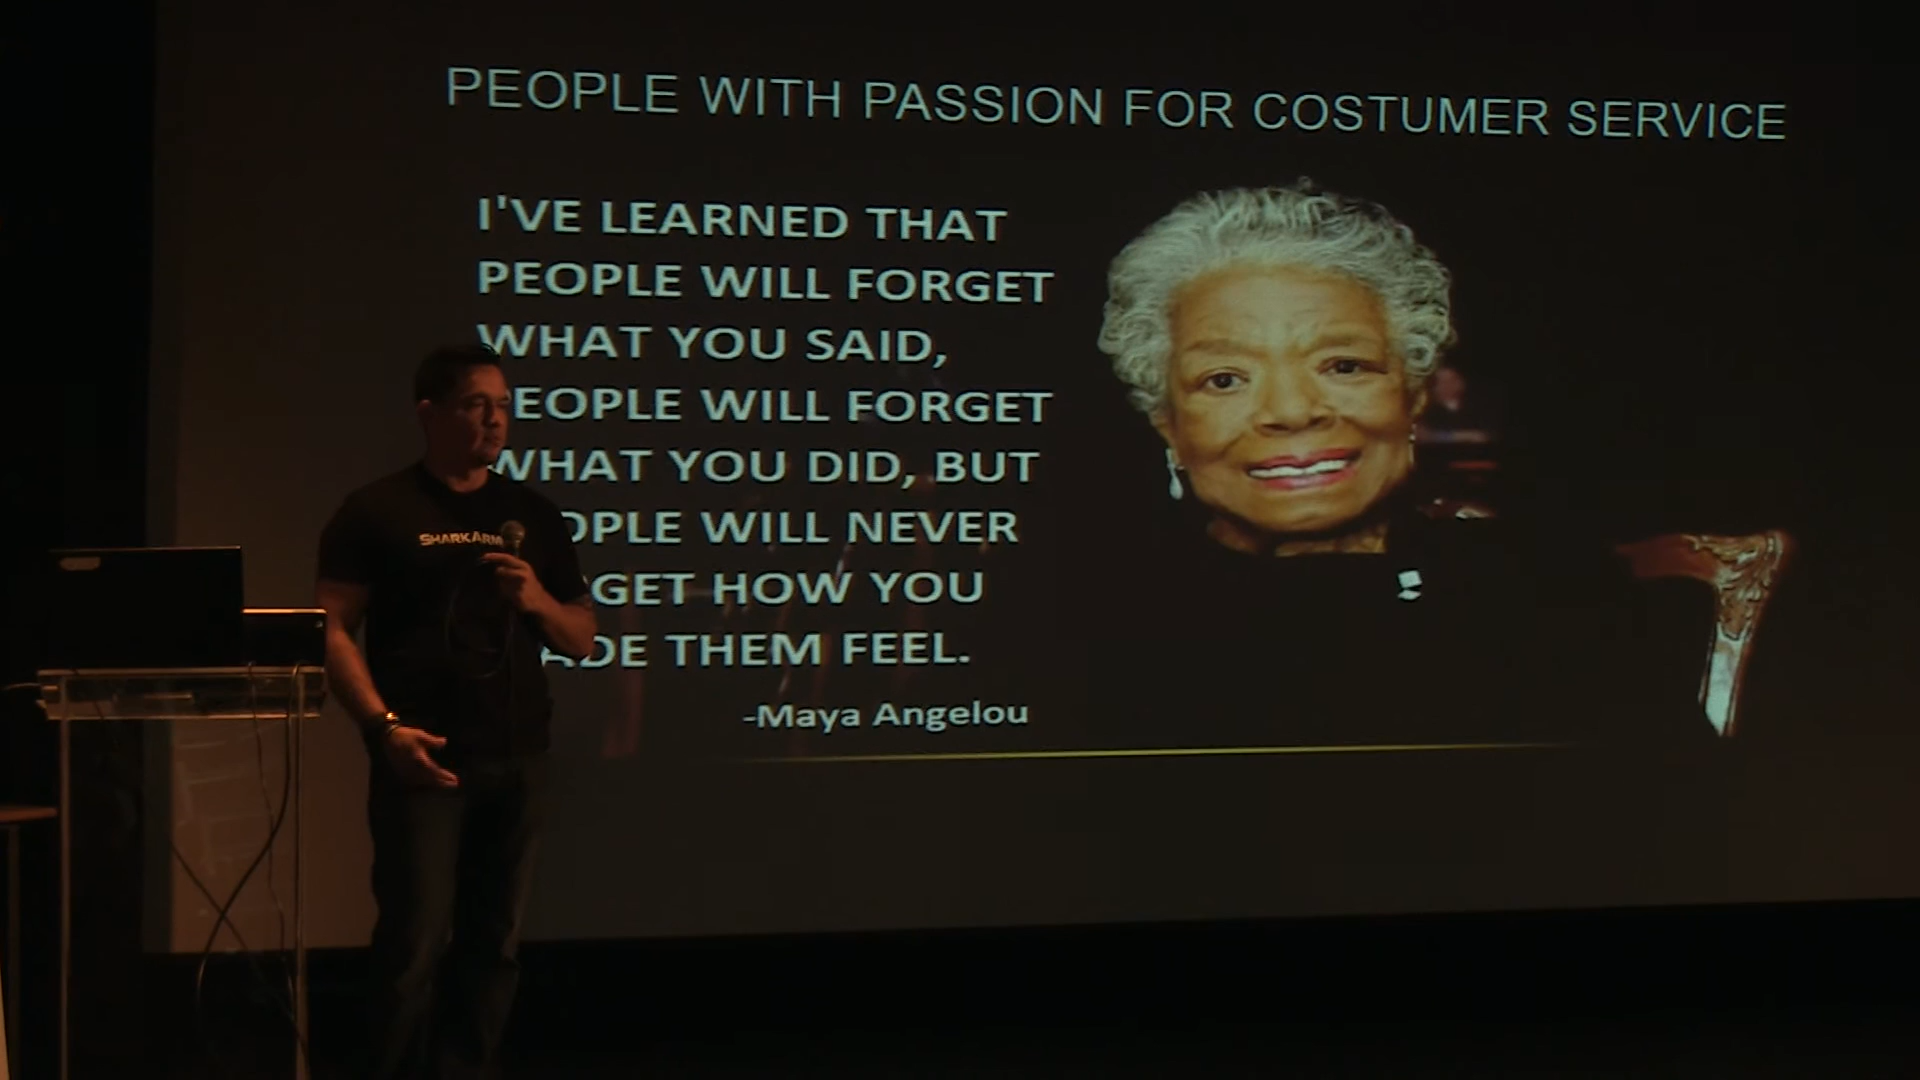 PEOPLE WITH PASSION FOR COSTUMER SERVICE
I'VE LEARNED THAT
PEOPLE WILL FORGET
WHAT YOU SAID,
PEOPLE WILL FORGET
WHAT YOU DID, BUT
OPLE WILL NEVER
GET HOW YOU
ADE THEM FEEL.
-Maya Angelou
SHARKARM